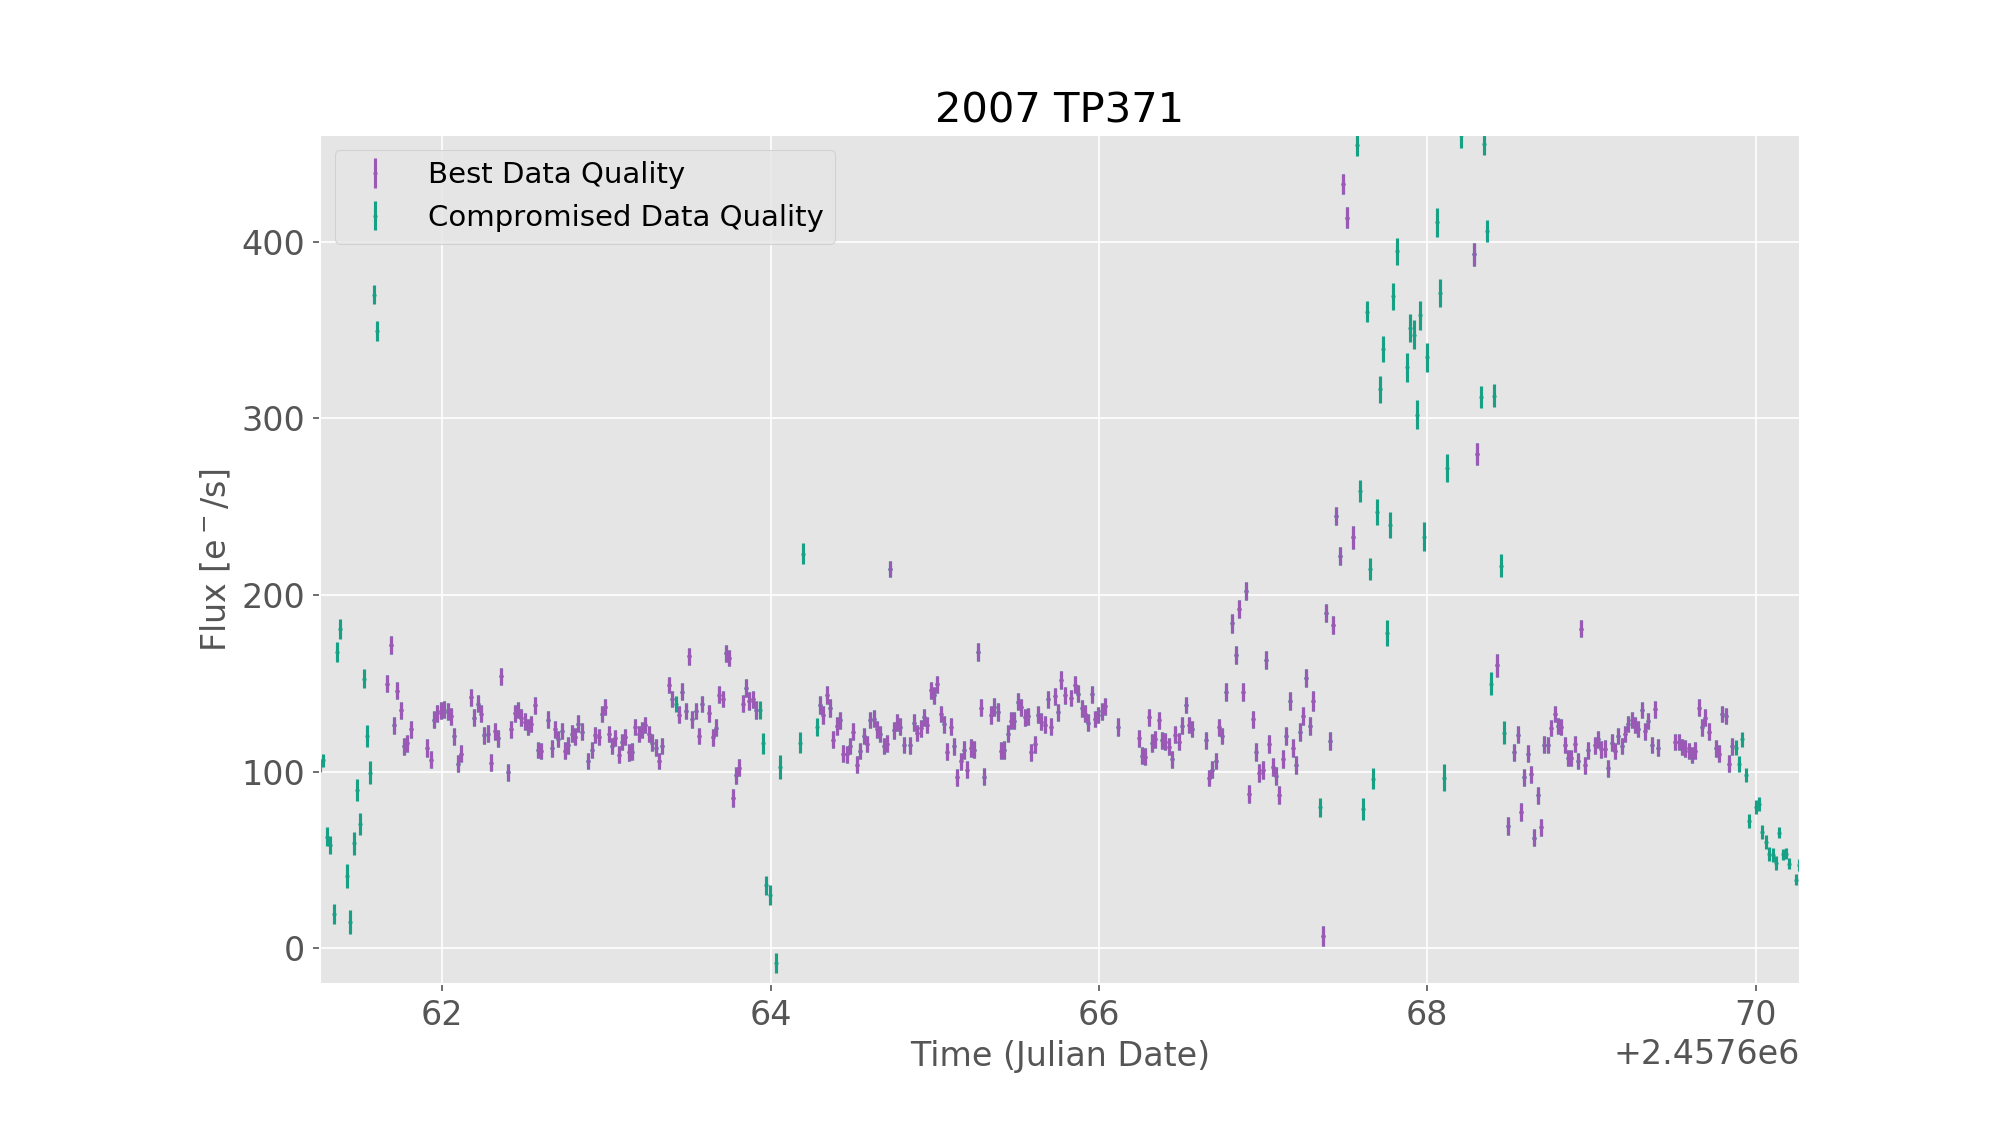 2007 TP371
Best Data Quality
Compromised Data Quality
Flux [e⁻/s]
400
300
200
100
0
62
64
66
68
70
Time (Julian Date)
+2.4576e6